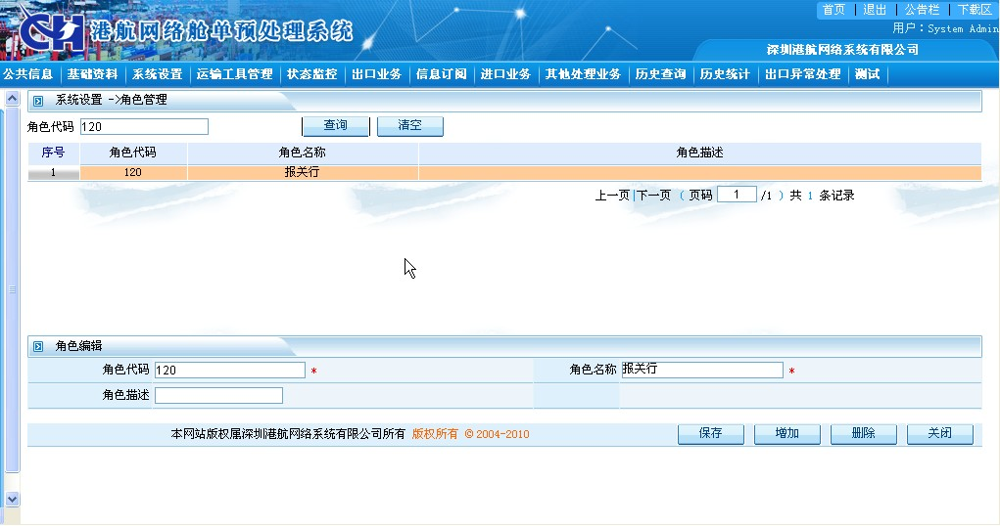 首页 | 退出 | 公告栏 | 下载区
CH 港航网络舱单预处理系统
用户：System Admin
深圳港航网络系统有限公司
公共信息 基础资料 系统设置 运输工具管理 状态监控 出口业务 信息订阅 进口业务 其他处理业务 历史查询 历史统计 出口异常处理 测试
系统设置 ->角色管理
角色代码 120 查询 清空
序号 角色代码 角色名称 角色描述
1 120 报关行
上一页|下一页 ( 页码 1 /1 ) 共 1 条记录
角色编辑
角色代码 120 * 角色名称 报关行 *
角色描述
本网站版权属深圳港航网络系统有限公司所有 版权所有 © 2004-2010 保存 增加 删除 关闭